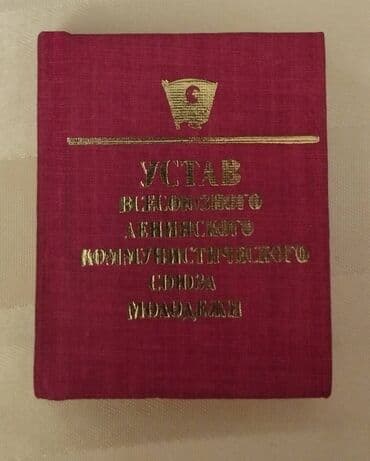 УСТАВ
ВСЕСОЮЗНОГО
ЛЕНИНСКОГО
КОММУНИСТИЧЕСКОГО
СОЮЗА
МОЛОДЕЖИ